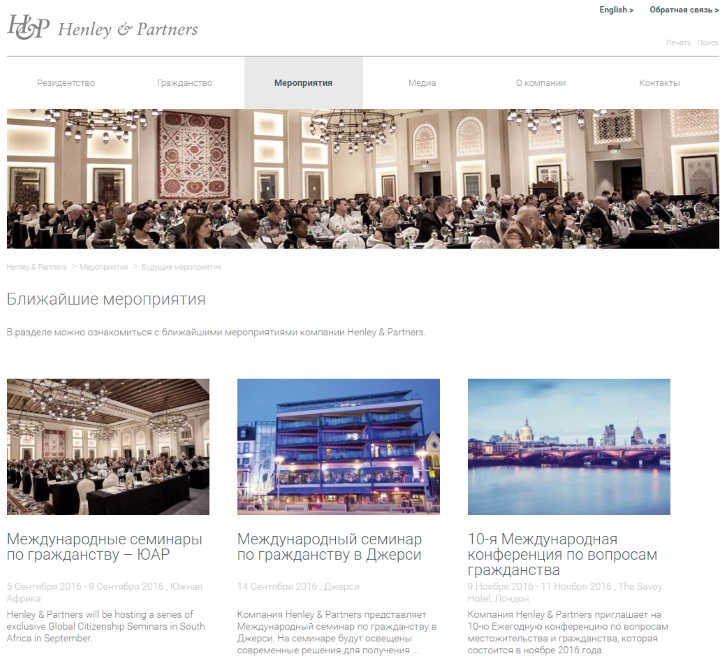 English >
Обратная связь >
H&P Henley & Partners
Печать
Поиск
Резидентство
Гражданство
Мероприятия
Медиа
О компании
Контакты
Henley & Partners > Мероприятия > Будущие мероприятия
Ближайшие мероприятия
В разделе можно ознакомиться с ближайшими мероприятиями компании Henley & Partners.
Международные семинары
по гражданству – ЮАР
5 Сентября 2016 - 9 Сентября 2016 , Южная
Африка
Henley & Partners will be hosting a series of
exclusive Global Citizenship Seminars in South
Africa in September.
Международный семинар
по гражданству в Джерси
14 Сентября 2016 , Джерси
Компания Henley & Partners представляет
Международный семинар по гражданству в
Джерси. На семинаре будут освещены
современные решения для получения ...
10-я Международная
конференция по вопросам
гражданства
9 Ноября 2016 - 11 Ноября 2016 , The Savoy
Hotel, Лондон
Компания Henley & Partners приглашает на
10-ю Ежегодную конференцию по вопросам
местожительства и гражданства, которая
состоится в ноябре 2016 года.